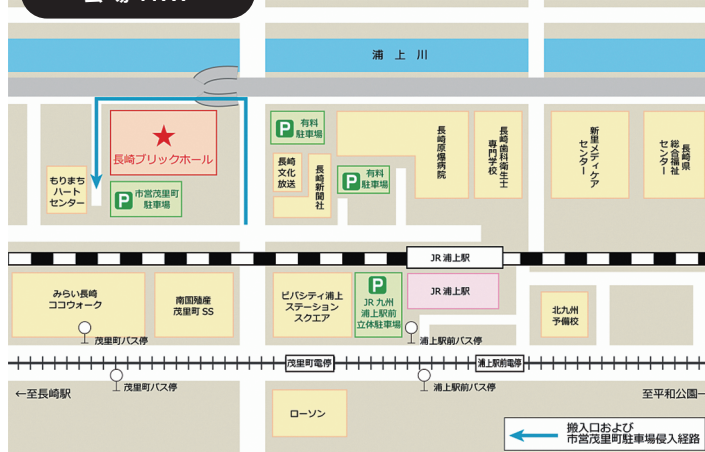 浦上川
長崎ブリックホール
もりまち
ハート
センター
P 市営茂里町
駐車場
P 有料
駐車場
長崎
文化
放送
長崎新聞社
P 有料
駐車場
長崎原爆病院
長崎歯科衛生士
専門学校
新里メディケア
センター
長崎県
総合福祉
センター
JR 浦上駅
みらい長崎
ココウォーク
南国殖産
茂里町 SS
ビバシティ浦上
ステーション
スクエア
P
JR 九州
浦上駅前
立体駐車場
JR 浦上駅
北九州
予備校
茂里町バス停
浦上駅前バス停
茂里町電停
浦上駅前電停
茂里町バス停
浦上駅前バス停
←至長崎駅
至平和公園
ローソン
搬入口および
市営茂里町駐車場侵入経路